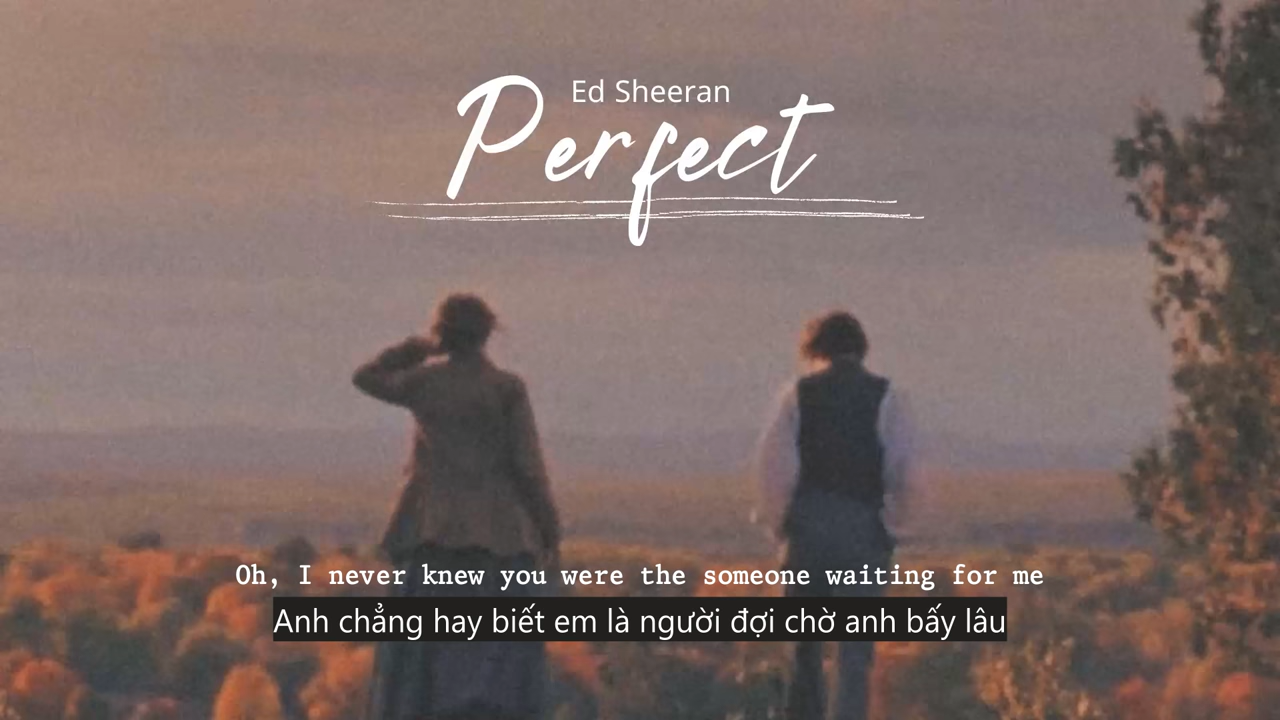 Ed Sheeran
Perfect
Oh, I never knew you were the someone waiting for me
Anh chẳng hay biết em là người đợi chờ anh bấy lâu